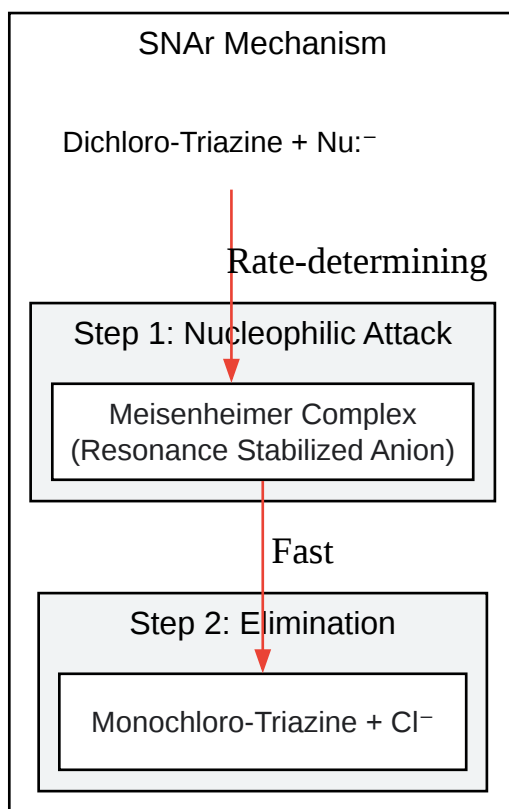 SNAr Mechanism
Dichloro-Triazine + Nu:⁻
Rate-determining
Step 1: Nucleophilic Attack
Meisenheimer Complex
(Resonance Stabilized Anion)
Fast
Step 2: Elimination
Monochloro-Triazine + Cl⁻